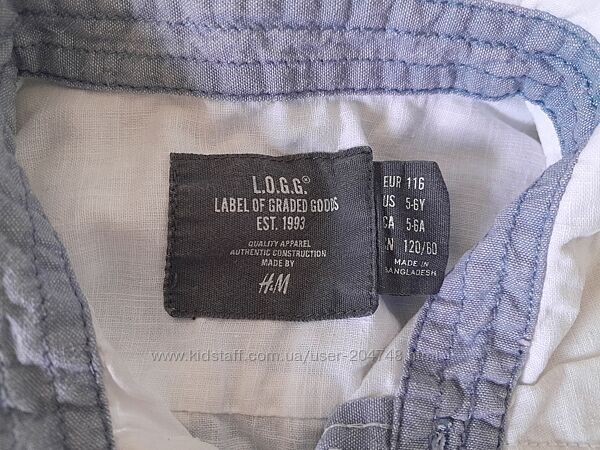 L.O.G.G.®
LABEL OF GRADED GOODS
EST. 1993
QUALITY APPAREL
AUTHENTIC CONSTRUCTION
MADE BY
H&M
EUR 116
US 5-6Y
CA 5-6A
CN 120/60
MADE IN
BANGLADESH
www.kidstaff.com.ua/user-204748